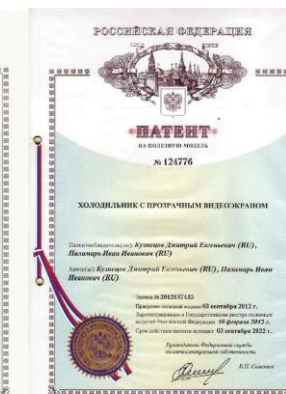 РОССИЙСКАЯ ФЕДЕРАЦИЯ
ПАТЕНТ
НА ПОЛЕЗНУЮ МОДЕЛЬ
№ 124776
ХОЛОДИЛЬНИК С ПРОЗРАЧНЫМ ВИДЕОЭКРАНОМ
Патентообладатель(ли): Кузнецов Дмитрий Евгеньевич (RU),
Паламарь Иван Иванович (RU)
Автор(ы): Кузнецов Дмитрий Евгеньевич (RU), Паламарь Иван
Иванович (RU)
Заявка № 2012137435
Приоритет полезной модели 03 сентября 2012 г.
Зарегистрировано в Государственном реестре полезных
моделей Российской Федерации 10 февраля 2013 г.
Срок действия патента истекает 03 сентября 2022 г.
Руководитель Федеральной службы
по интеллектуальной собственности
Б.П. Симонов